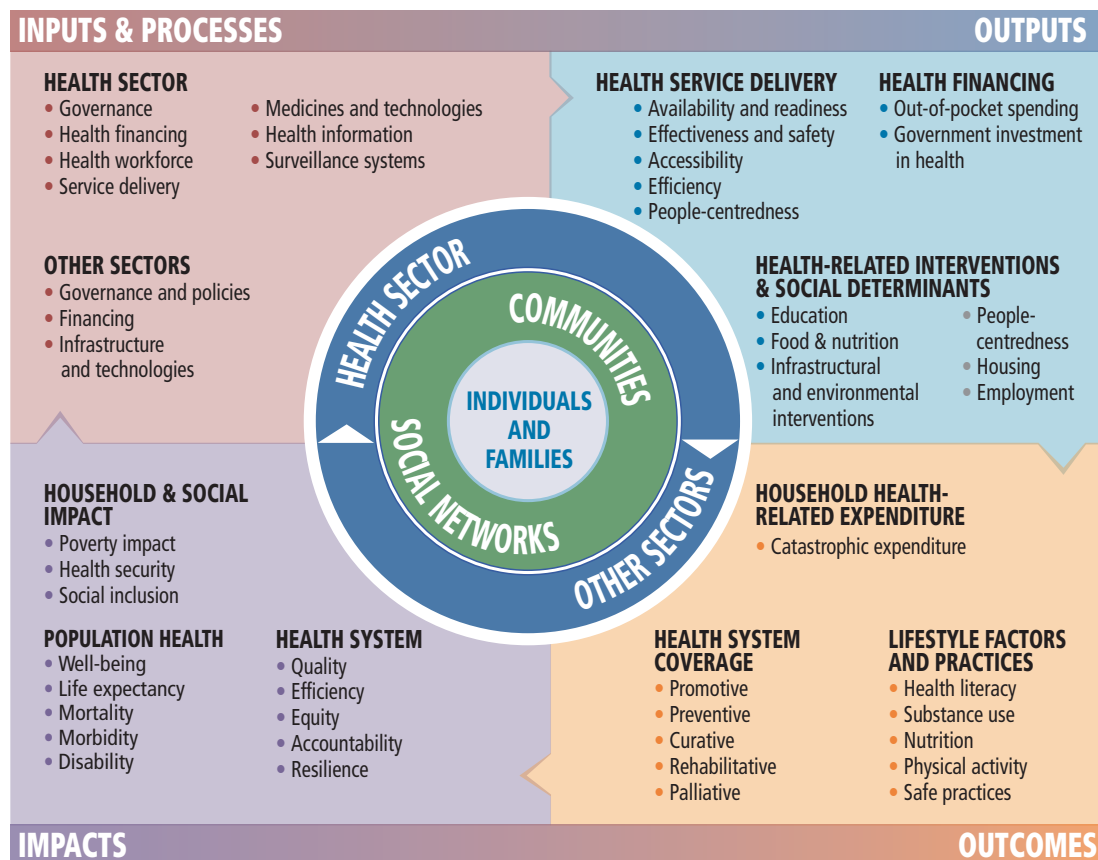 INPUTS & PROCESSES
OUTPUTS
HEALTH SECTOR
• Governance
• Health financing
• Health workforce
• Service delivery
• Medicines and technologies
• Health information
• Surveillance systems
OTHER SECTORS
• Governance and policies
• Financing
• Infrastructure
and technologies
HEALTH SERVICE DELIVERY
• Availability and readiness
• Effectiveness and safety
• Accessibility
• Efficiency
• People-centredness
HEALTH FINANCING
• Out-of-pocket spending
• Government investment
in health
HEALTH-RELATED INTERVENTIONS
& SOCIAL DETERMINANTS
• Education
• Food & nutrition
• Infrastructural
and environmental
interventions
• People-
centredness
• Housing
• Employment
HEALTH SECTOR
COMMUNITIES
INDIVIDUALS
AND
FAMILIES
SOCIAL NETWORKS
OTHER SECTORS
HOUSEHOLD & SOCIAL
IMPACT
• Poverty impact
• Health security
• Social inclusion
POPULATION HEALTH
• Well-being
• Life expectancy
• Mortality
• Morbidity
• Disability
HEALTH SYSTEM
• Quality
• Efficiency
• Equity
• Accountability
• Resilience
HOUSEHOLD HEALTH-
RELATED EXPENDITURE
• Catastrophic expenditure
HEALTH SYSTEM
COVERAGE
• Promotive
• Preventive
• Curative
• Rehabilitative
• Palliative
LIFESTYLE FACTORS
AND PRACTICES
• Health literacy
• Substance use
• Nutrition
• Physical activity
• Safe practices
IMPACTS
OUTCOMES